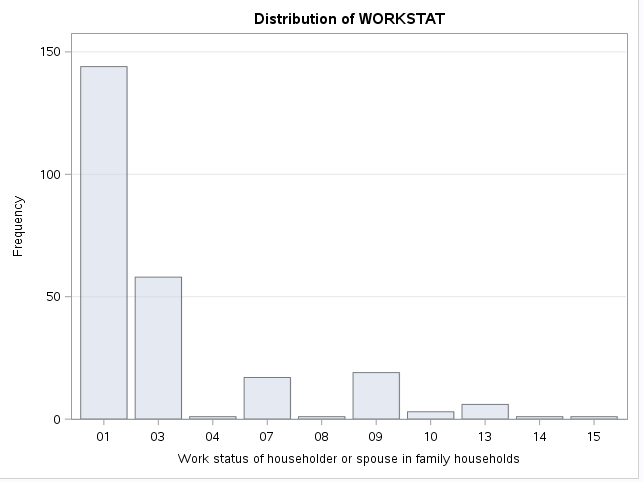 Distribution of WORKSTAT
150
100
50
0
Frequency
01 03 04 07 08 09 10 13 14 15
Work status of householder or spouse in family households